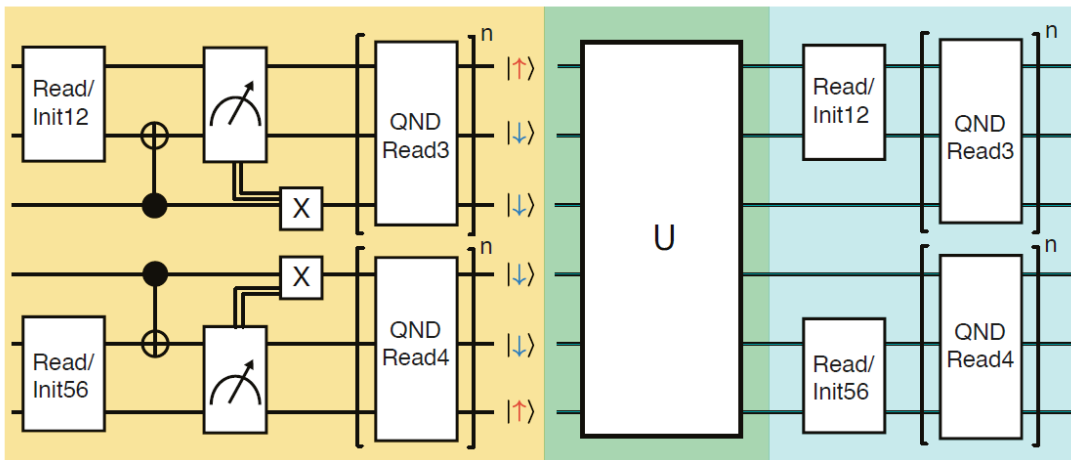 n
n
Read/
Init12
QND
Read3
|↑⟩
Read/
Init12
QND
Read3
|↓⟩
X
|↓⟩
U
n
n
X
|↓⟩
QND
Read4
QND
Read4
Read/
Init56
|↓⟩
Read/
Init56
|↑⟩